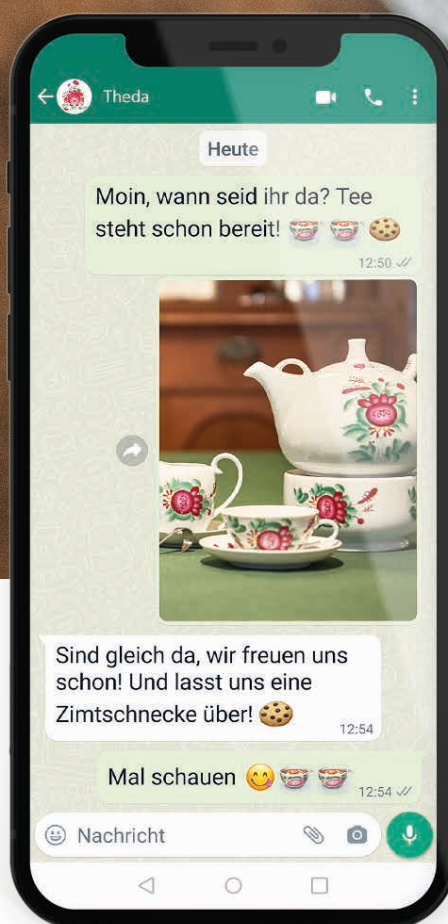 Theda
Heute
Moin, wann seid ihr da? Tee
steht schon bereit! 🍵 🍵 🍪
12:50
Sind gleich da, wir freuen uns
schon! Und lasst uns eine
Zimtschnecke über! 🍪
12:54
Mal schauen 😋 🍵 🍵
12:54
Nachricht